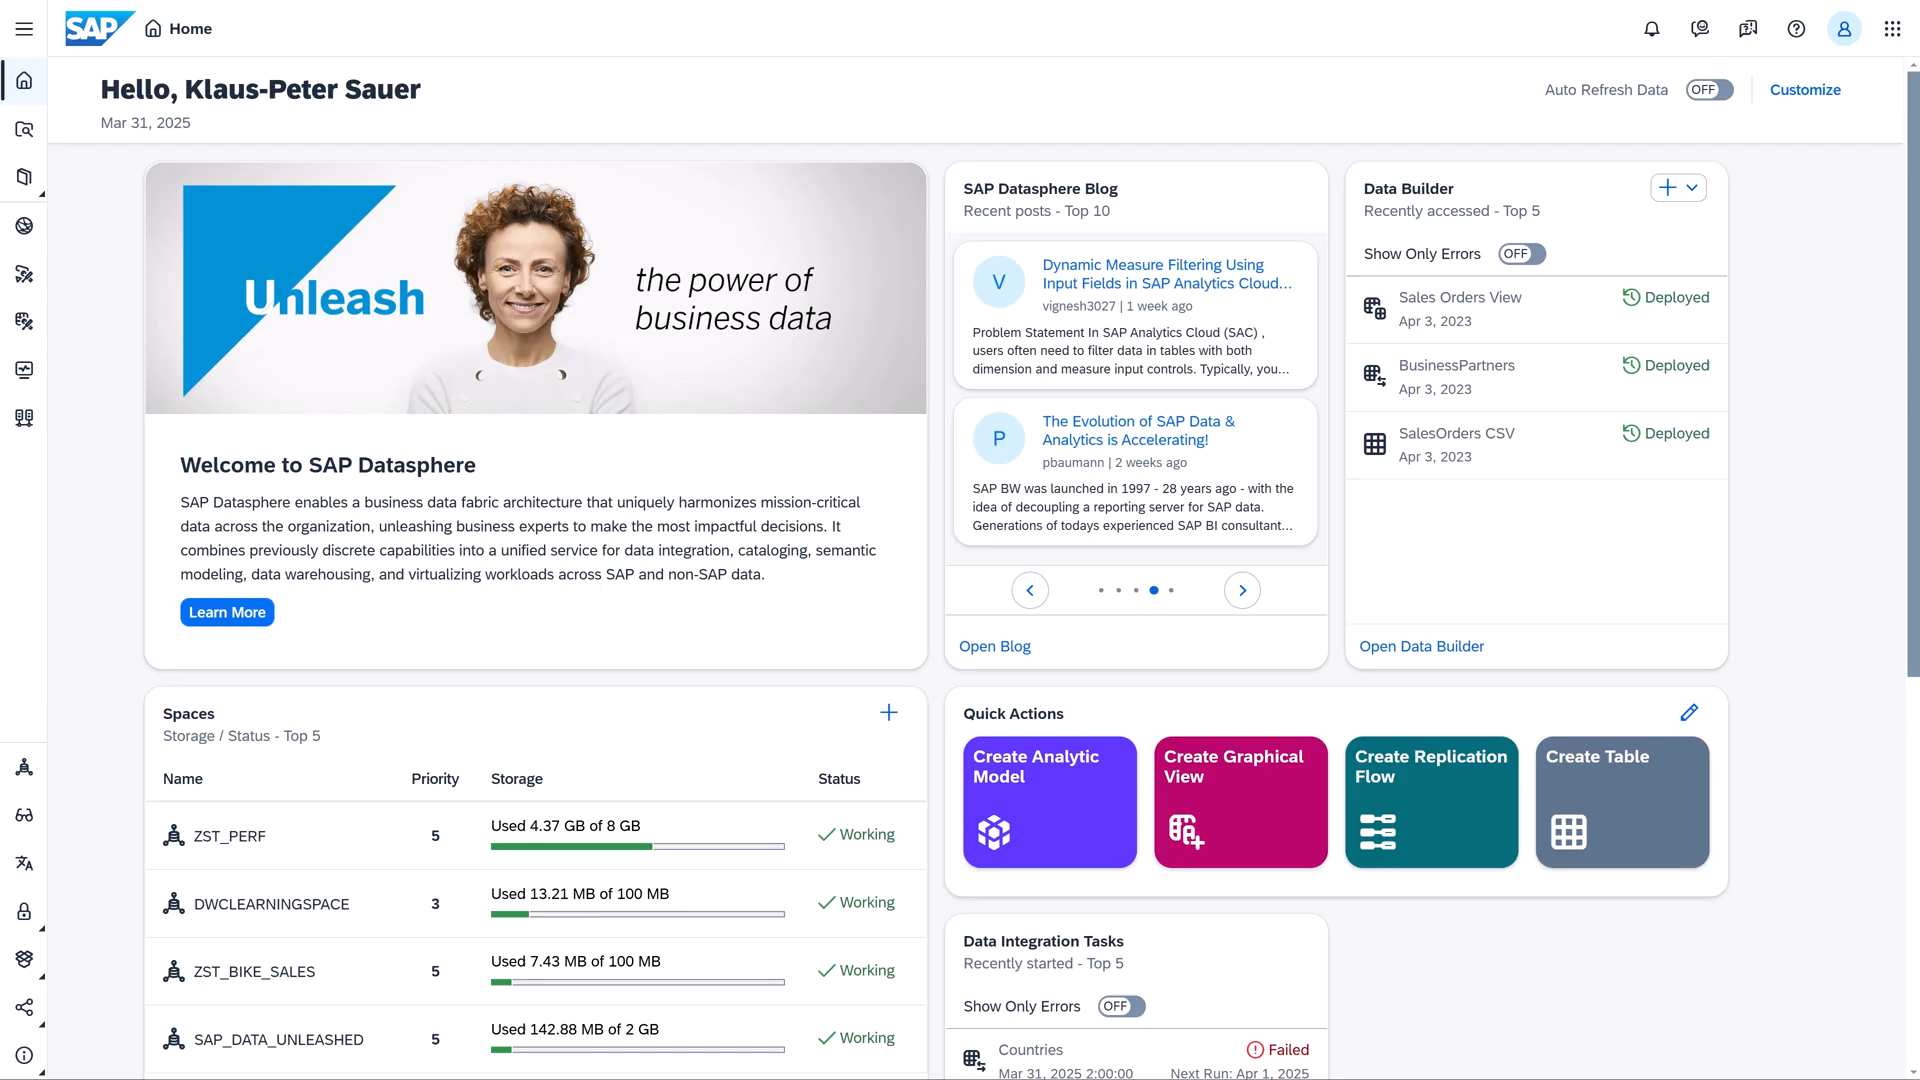 SAP
Home
Hello, Klaus-Peter Sauer
Mar 31, 2025
Auto Refresh Data
OFF
Customize
Unleash
the power of
business data
Welcome to SAP Datasphere
SAP Datasphere enables a business data fabric architecture that uniquely harmonizes mission-critical
data across the organization, unleashing business experts to make the most impactful decisions. It
combines previously discrete capabilities into a unified service for data integration, cataloging, semantic
modeling, data warehousing, and virtualizing workloads across SAP and non-SAP data.
Learn More
SAP Datasphere Blog
Recent posts - Top 10
V
Dynamic Measure Filtering Using
Input Fields in SAP Analytics Cloud...
vignesh3027 | 1 week ago
Problem Statement In SAP Analytics Cloud (SAC) ,
users often need to filter data in tables with both
dimension and measure input controls. Typically, you...
P
The Evolution of SAP Data &
Analytics is Accelerating!
pbaumann | 2 weeks ago
SAP BW was launched in 1997 - 28 years ago - with the
idea of decoupling a reporting server for SAP data.
Generations of todays experienced SAP BI consultant...
Open Blog
Data Builder
Recently accessed - Top 5
Show Only Errors
OFF
Sales Orders View
Deployed
Apr 3, 2023
BusinessPartners
Deployed
Apr 3, 2023
SalesOrders CSV
Deployed
Apr 3, 2023
Open Data Builder
Spaces
Storage / Status - Top 5
Name Priority Storage Status
ZST_PERF 5 Used 4.37 GB of 8 GB Working
DWCLEARNINGSPACE 3 Used 13.21 MB of 100 MB Working
ZST_BIKE_SALES 5 Used 7.43 MB of 100 MB Working
SAP_DATA_UNLEASHED 5 Used 142.88 MB of 2 GB Working
Quick Actions
Create Analytic
Model
Create Graphical
View
Create Replication
Flow
Create Table
Data Integration Tasks
Recently started - Top 5
Show Only Errors
OFF
Countries
Failed
Mar 31, 2025 2:00:00
Next Run: Apr 1, 2025